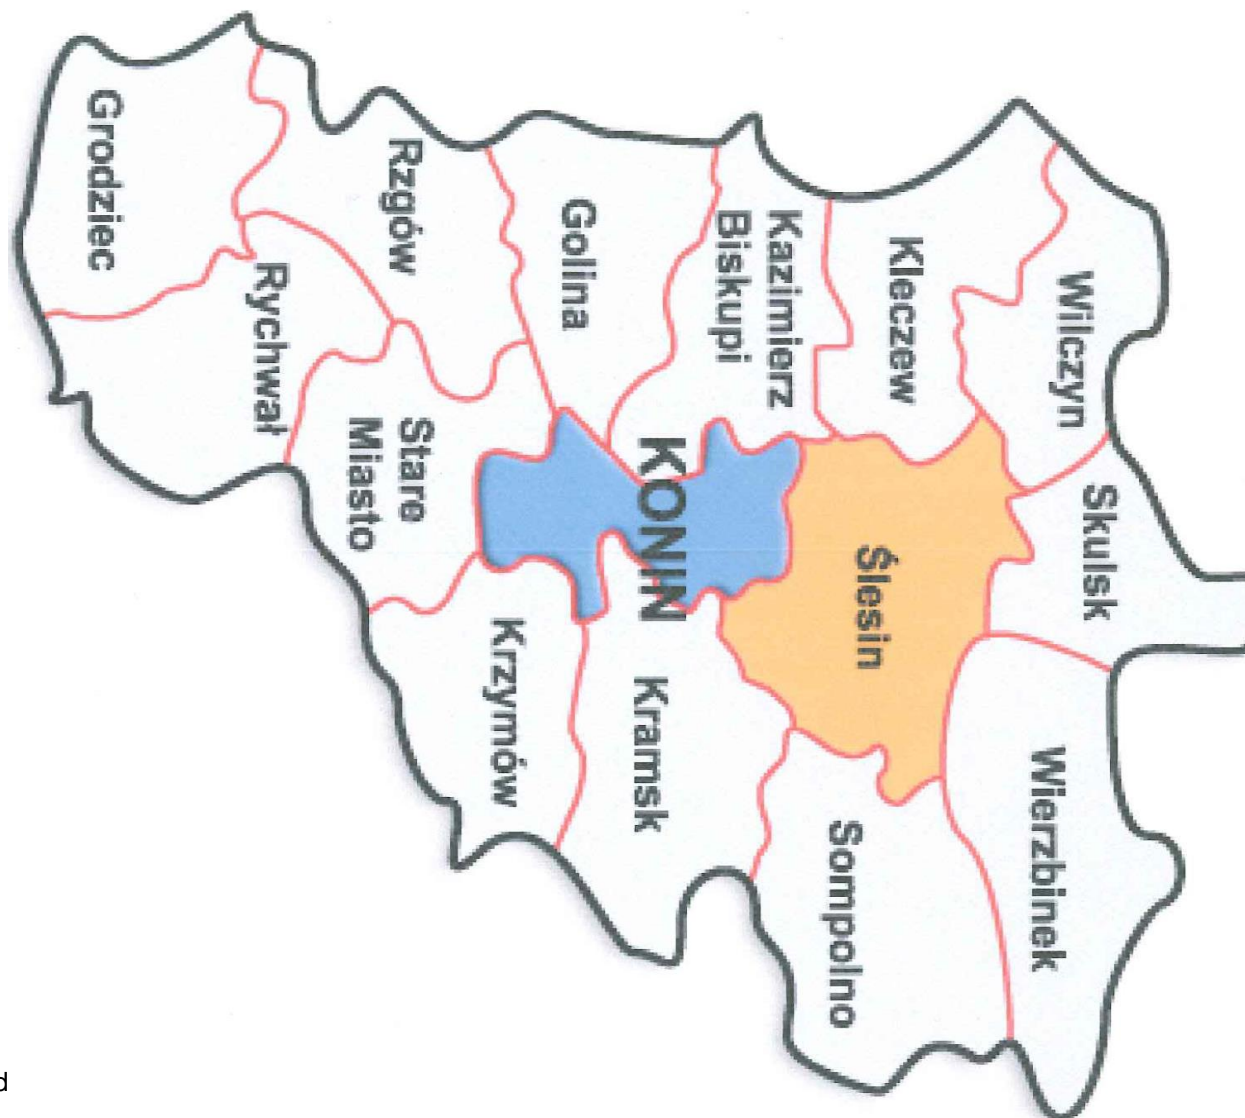 Wilczyn
Skulsk
Wierzbinek
Kleczew
Ślesin
Sompolno
Kazimierz
Biskupi
KONIN
Kramsk
Golina
Krzymów
Rzgów
Stare
Miasto
Rychwał
Grodziec
d